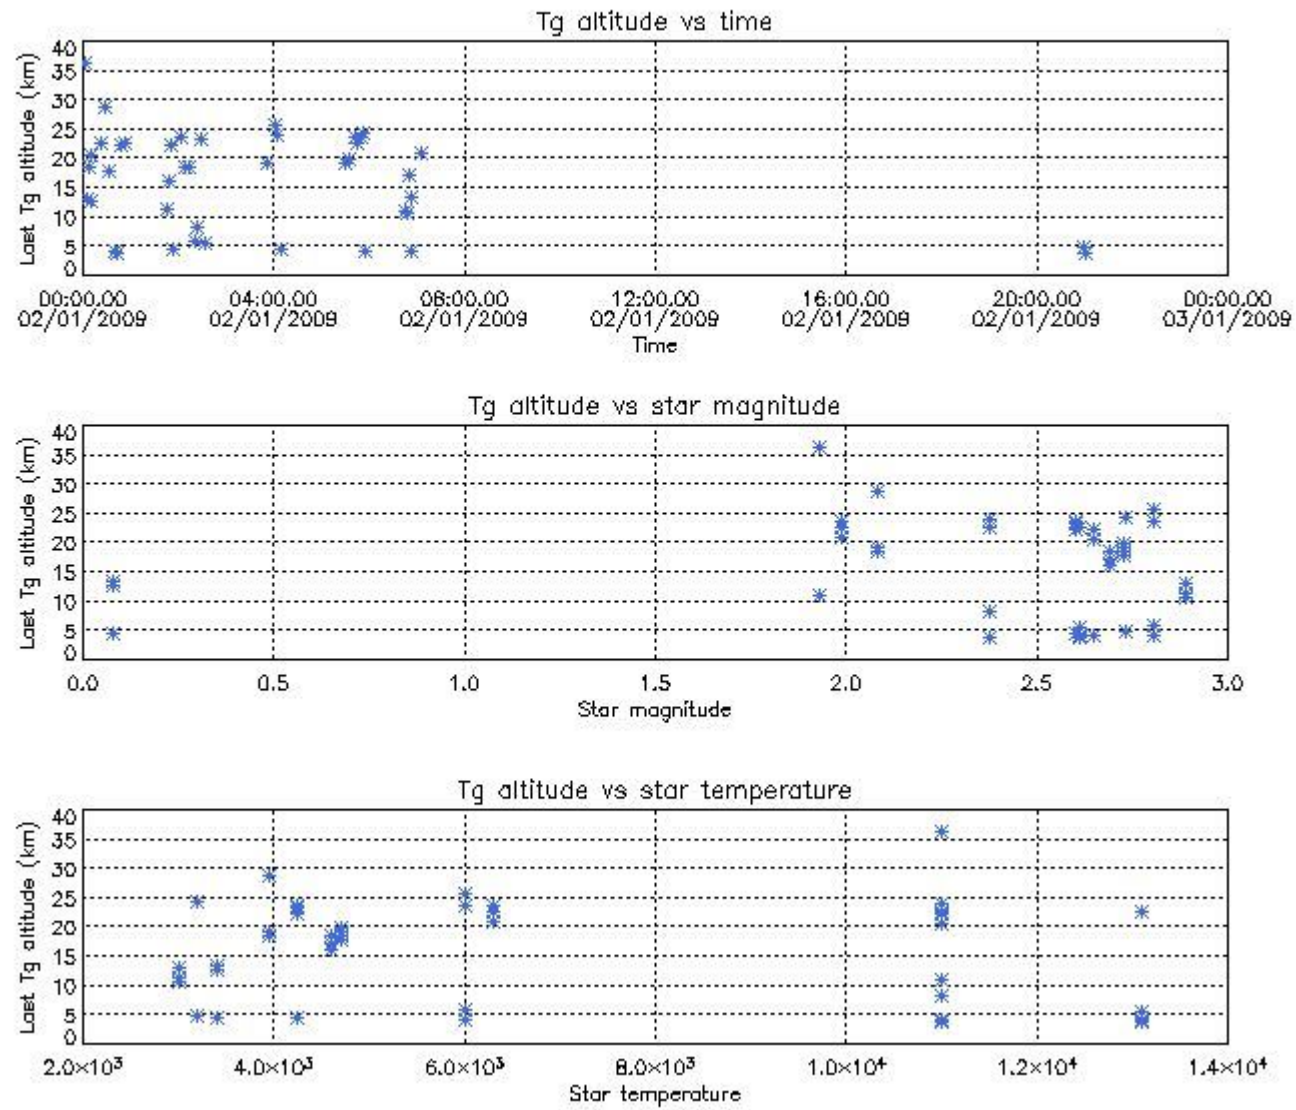 Tg altitude vs time
Last Tg altitude (km)
40
35
30
25
20
15
10
5
0
00:00.00 04:00.00 08:00.00 12:00.00 16:00.00 20:00.00 00:00.00
02/01/2009 02/01/2009 02/01/2009 02/01/2009 02/01/2009 02/01/2009 03/01/2009
Time
Tg altitude vs star magnitude
Last Tg altitude (km)
40
35
30
25
20
15
10
5
0
0.0 0.5 1.0 1.5 2.0 2.5 3.0
Star magnitude
Tg altitude vs star temperature
Last Tg altitude (km)
40
35
30
25
20
15
10
5
0
2.0×10³ 4.0×10³ 6.0×10³ 8.0×10³ 1.0×10⁴ 1.2×10⁴ 1.4×10⁴
Star temperature